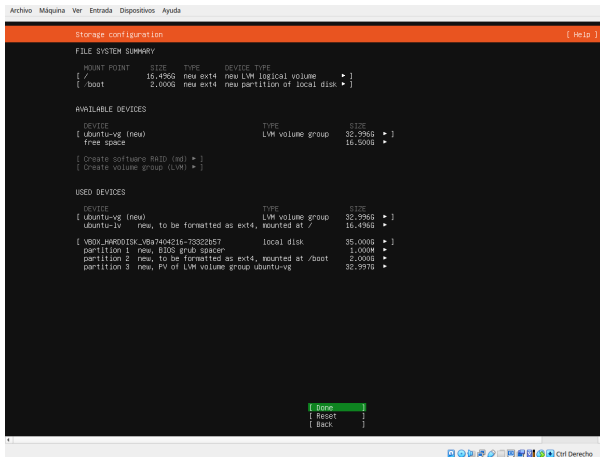 Archivo Máquina Ver Entrada Dispositivos Ayuda
Storage configuration [ Help ]
FILE SYSTEM SUMMARY
MOUNT POINT SIZE TYPE DEVICE TYPE
[ / 16.496G new ext4 new LVM logical volume ▸ ]
[ /boot 2.000G new ext4 new partition of local disk ▸ ]
AVAILABLE DEVICES
DEVICE TYPE SIZE
[ ubuntu-vg (new) LVM volume group 32.996G ▸ ]
free space 16.500G ▸
[ Create software RAID (md) ▸ ]
[ Create volume group (LVM) ▸ ]
USED DEVICES
DEVICE TYPE SIZE
[ ubuntu-vg (new) LVM volume group 32.996G ▸ ]
ubuntu-lv new, to be formatted as ext4, mounted at / 16.496G ▸
[ VBOX_HARDDISK_VBa7404216-73322b57 local disk 35.000G ▸ ]
partition 1 new, BIOS grub spacer 1.000M ▸
partition 2 new, to be formatted as ext4, mounted at /boot 2.000G ▸
partition 3 new, PV of LVM volume group ubuntu-vg 32.997G ▸
[ Done ]
[ Reset ]
[ Back ]
Ctrl Derecho